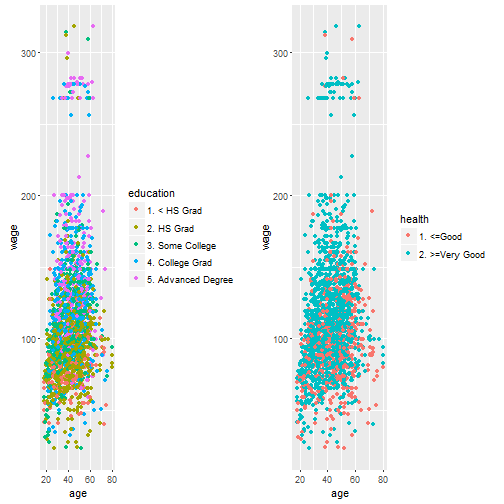 300
200
100
wage
20 40 60 80
age
education
1. < HS Grad
2. HS Grad
3. Some College
4. College Grad
5. Advanced Degree
300
200
100
wage
20 40 60 80
age
health
1. <=Good
2. >=Very Good